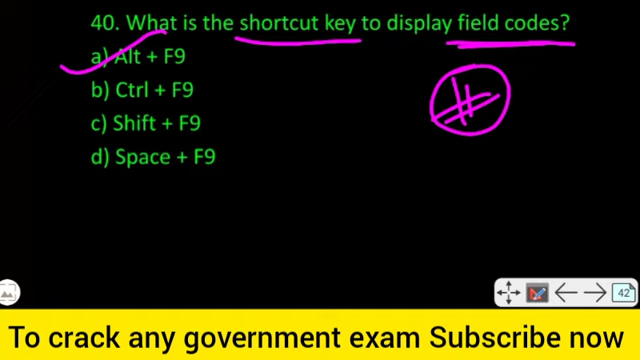 40. What is the shortcut key to display field codes?
a) Alt + F9
b) Ctrl + F9
c) Shift + F9
d) Space + F9
#
42
To crack any government exam Subscribe now